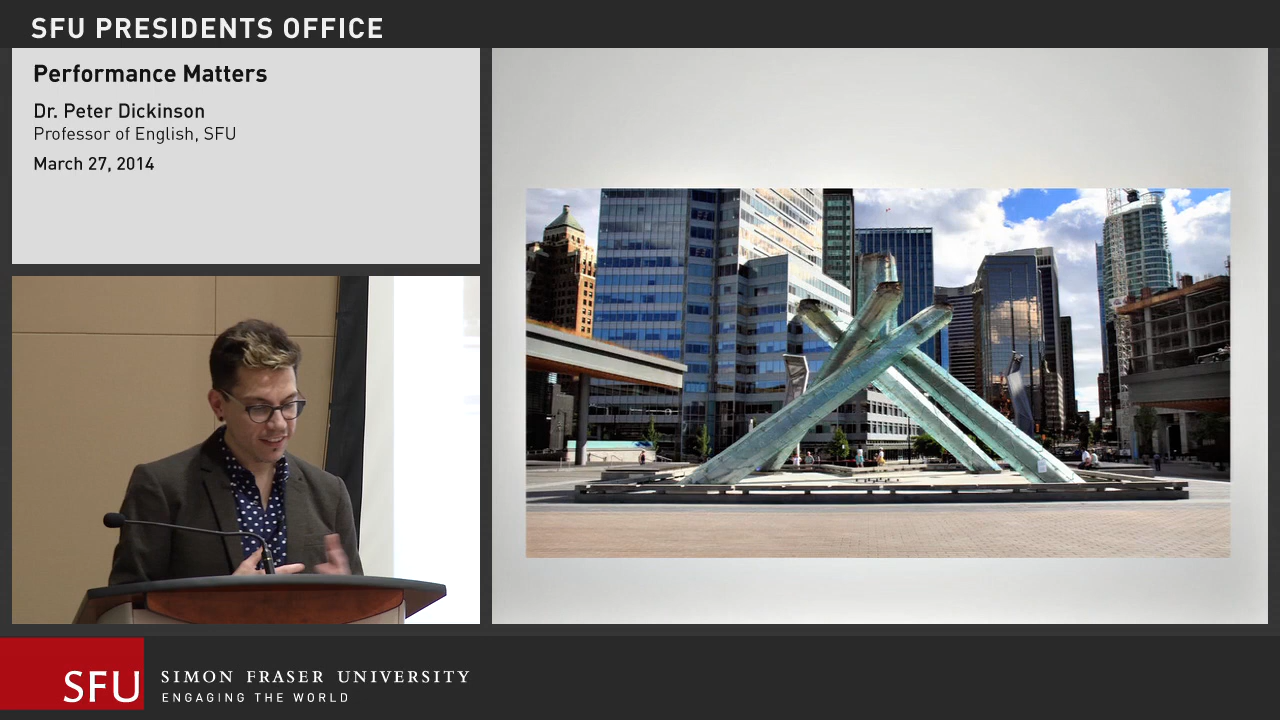 SFU PRESIDENTS OFFICE
Performance Matters
Dr. Peter Dickinson
Professor of English, SFU
March 27, 2014
SFU
SIMON FRASER UNIVERSITY
ENGAGING THE WORLD